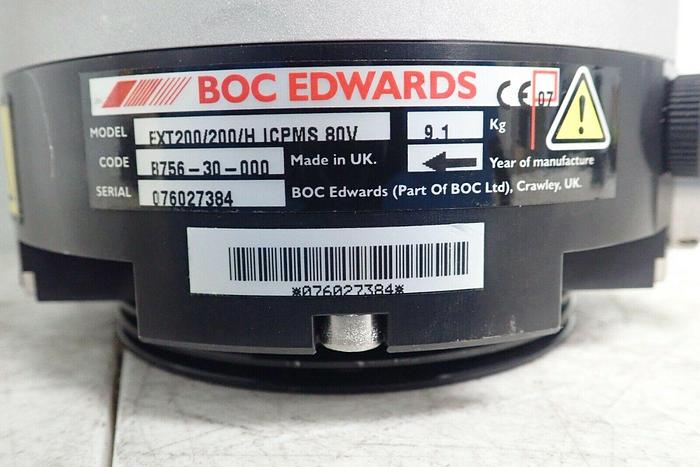 BOC EDWARDS CE 07
MODEL EXT200/200/H ICPMS 80V 9.1 Kg
CODE B756-30-000 Made in UK. Year of manufacture
SERIAL 076027384 BOC Edwards (Part Of BOC Ltd), Crawley, UK.
*076027384*